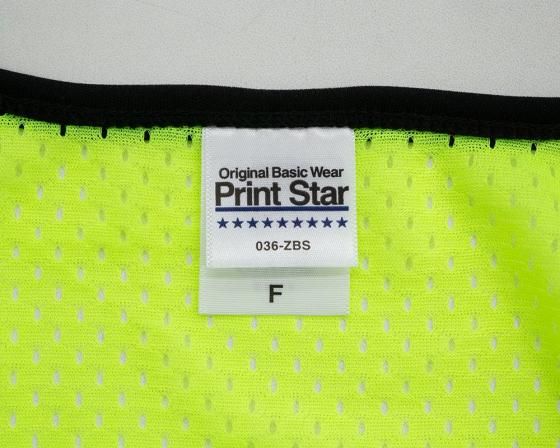 Original Basic Wear
Print Star
036-ZBS
F